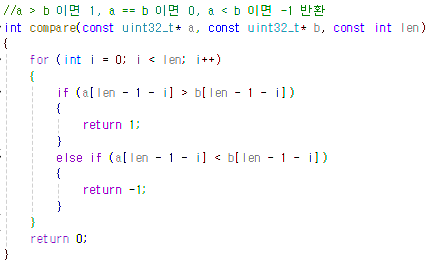 //a > b 이면 1, a == b 이면 0, a < b 이면 -1 반환
int compare(const uint32_t* a, const uint32_t* b, const int len)
{
for (int i = 0; i < len; i++)
{
if (a[len - 1 - i] > b[len - 1 - i])
{
return 1;
}
else if (a[len - 1 - i] < b[len - 1 - i])
{
return -1;
}
}
return 0;
}